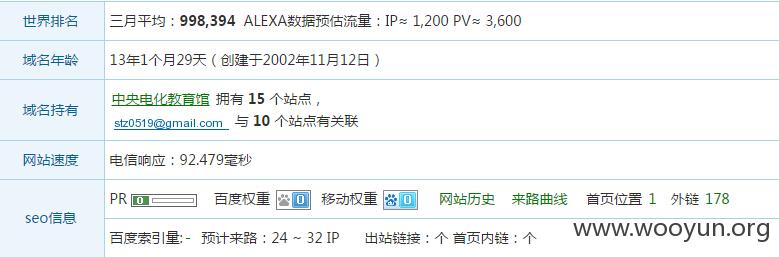 世界排名 三月平均：998,394 ALEXA数据预估流量：IP≈ 1,200 PV≈ 3,600
域名年龄 13年1个月29天（创建于2002年11月12日）
域名持有 中央电化教育馆 拥有 15 个站点，
stz0519@gmail.com 与 10 个站点有关联
网站速度 电信响应：92.479毫秒
seo信息 PR 0 百度权重 0 移动权重 0 网站历史 来路曲线 首页位置 1 外链 178
百度索引量:- 预计来路：24 ~ 32 IP 出站链接：个 首页内链：个
www.wooyun.org